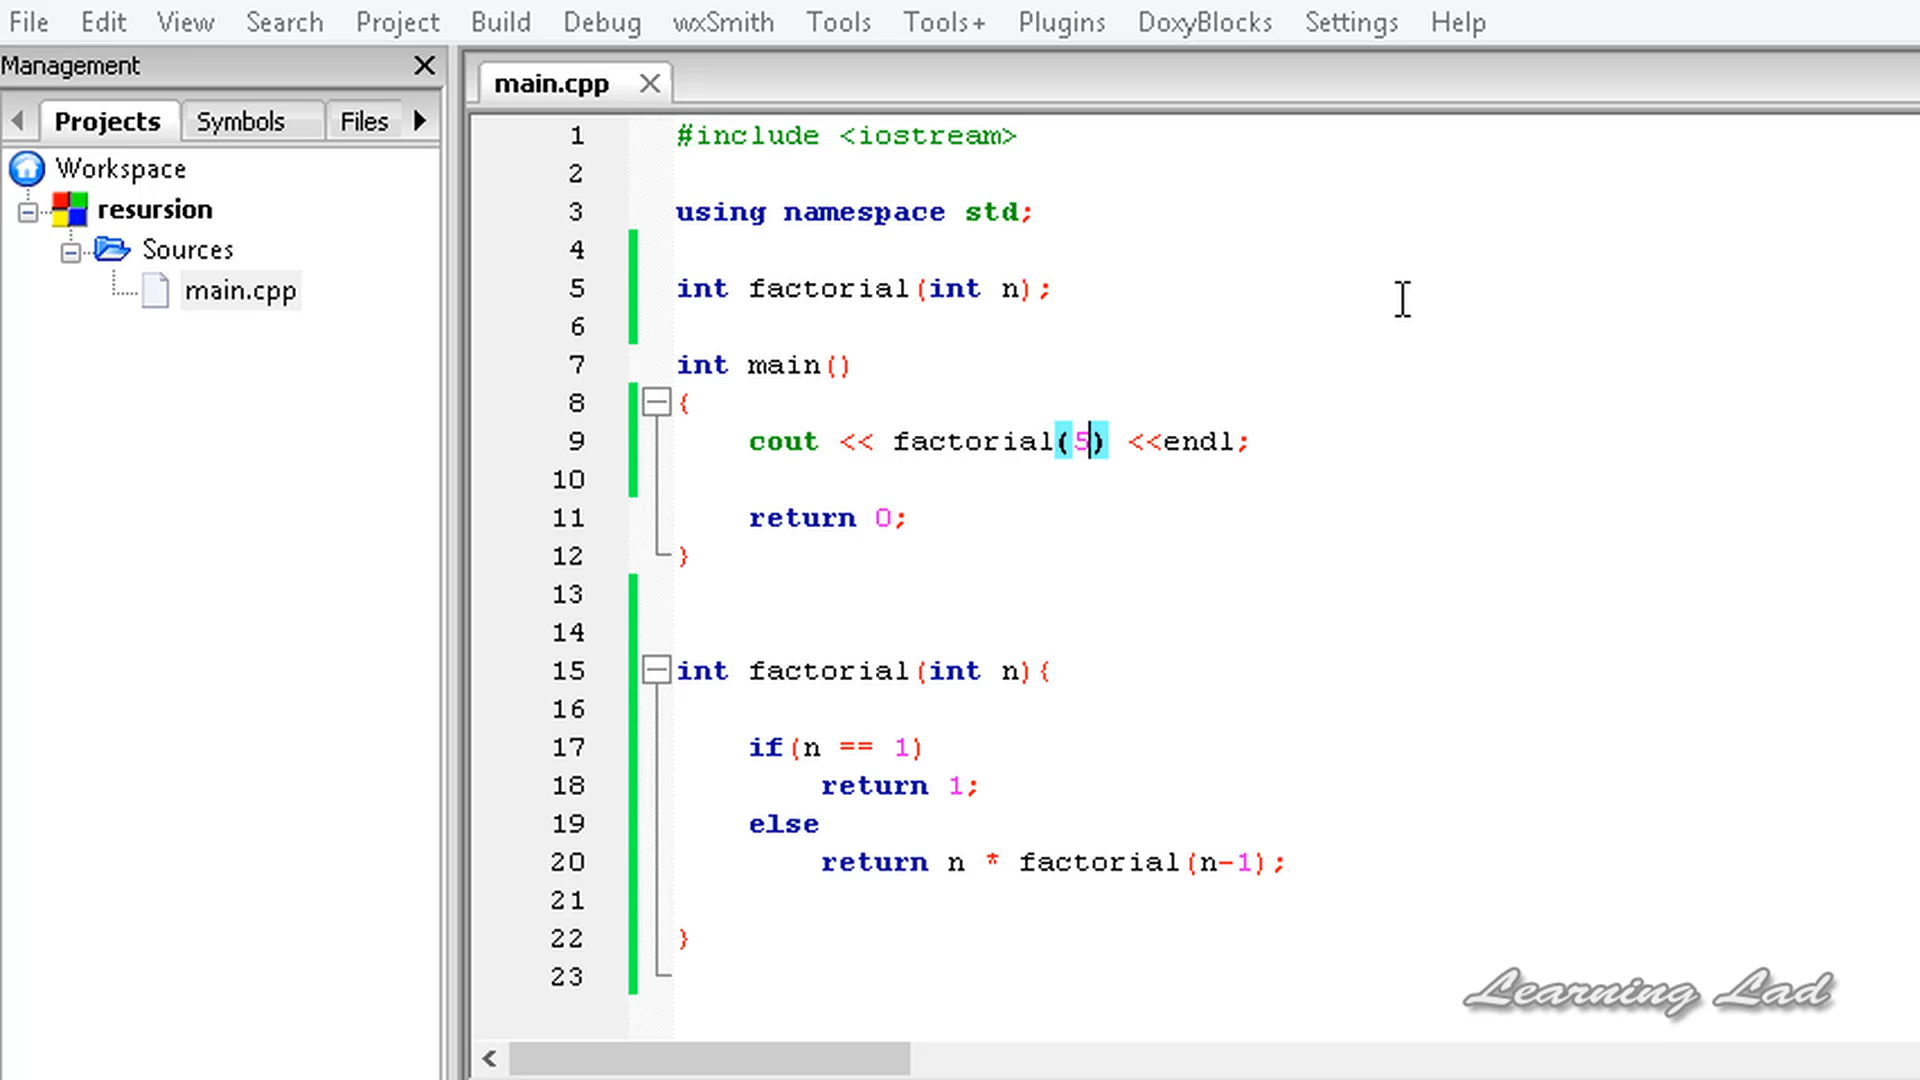 File Edit View Search Project Build Debug wxSmith Tools Tools+ Plugins DoxyBlocks Settings Help
Management
main.cpp
Projects Symbols Files
Workspace
resursion
Sources
main.cpp
1 #include <iostream>
2
3 using namespace std;
4
5 int factorial(int n);
6
7 int main()
8 {
9 cout << factorial(5) <<endl;
10
11 return 0;
12 }
13
14
15 int factorial(int n){
16
17 if(n == 1)
18 return 1;
19 else
20 return n * factorial(n-1);
21
22 }
23
Learning Lad